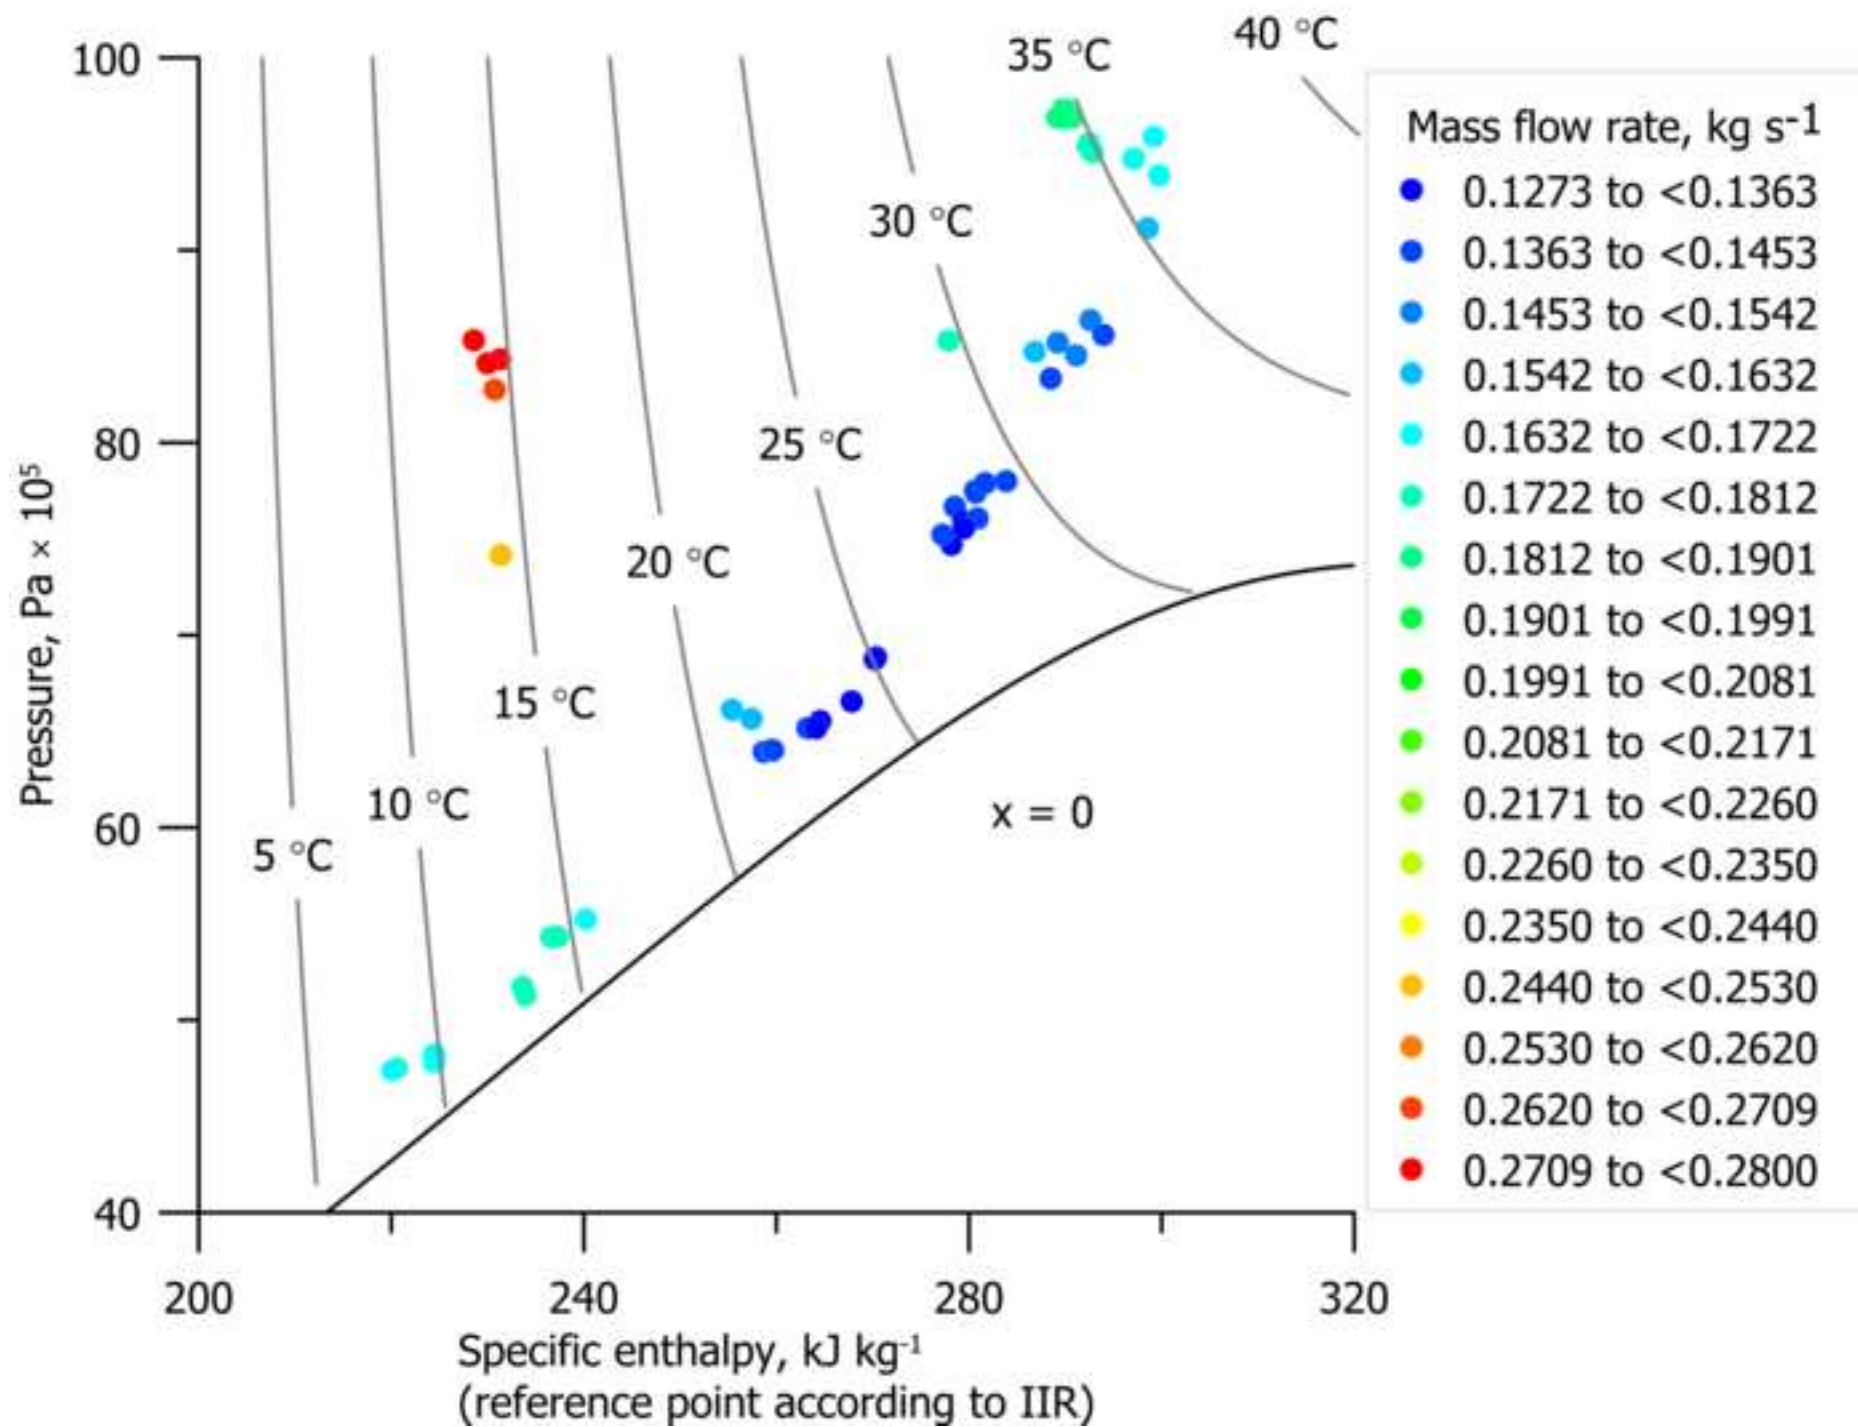 40 °C
35 °C
100
Mass flow rate, kg s-1
0.1273 to <0.1363
30 °C
0.1363 to <0.1453
0.1453 to <0.1542
0.1542 to <0.1632
80
25 °C
0.1632 to <0.1722
0.1722 to <0.1812
20 °C
0.1812 to <0.1901
0.1901 to <0.1991
Pressure, Pa × 10⁵
15 °C
0.1991 to <0.2081
0.2081 to <0.2171
10 °C
x = 0
0.2171 to <0.2260
60
5 °C
0.2260 to <0.2350
0.2350 to <0.2440
0.2440 to <0.2530
0.2530 to <0.2620
0.2620 to <0.2709
0.2709 to <0.2800
40
200
240
280
320
Specific enthalpy, kJ kg⁻¹
(reference point according to IIR)